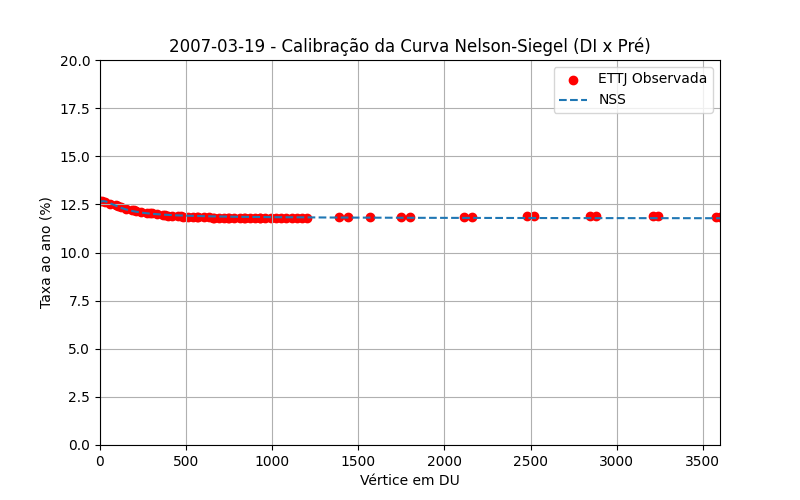 2007-03-19 - Calibração da Curva Nelson-Siegel (DI x Pré)
ETTJ Observada
NSS
Taxa ao ano (%)
20.0
17.5
15.0
12.5
10.0
7.5
5.0
2.5
0.0
0 500 1000 1500 2000 2500 3000 3500
Vértice em DU